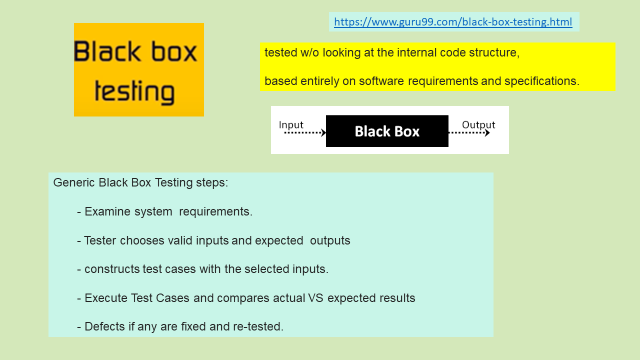 https://www.guru99.com/black-box-testing.html
Black box
testing
tested w/o looking at the internal code structure,
based entirely on software requirements and specifications.
Input
Black Box
Output
Generic Black Box Testing steps:
- Examine system  requirements.
- Tester chooses valid inputs and expected  outputs
- constructs test cases with the selected inputs.
- Execute Test Cases and compares actual VS expected results
- Defects if any are fixed and re-tested.